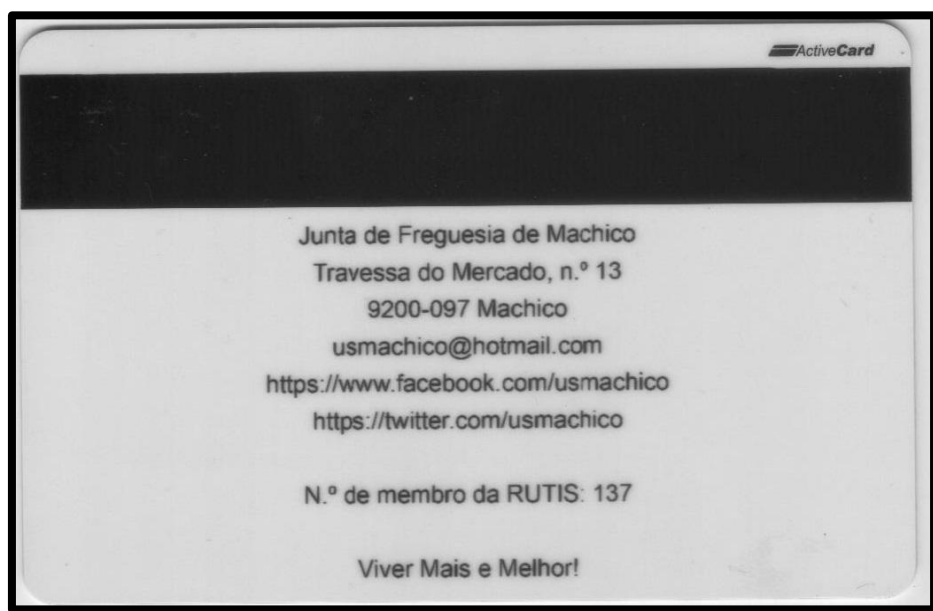 ActiveCard
Junta de Freguesia de Machico
Travessa do Mercado, n.º 13
9200-097 Machico
usmachico@hotmail.com
https://www.facebook.com/usmachico
https://twitter.com/usmachico
N.º de membro da RUTIS: 137
Viver Mais e Melhor!